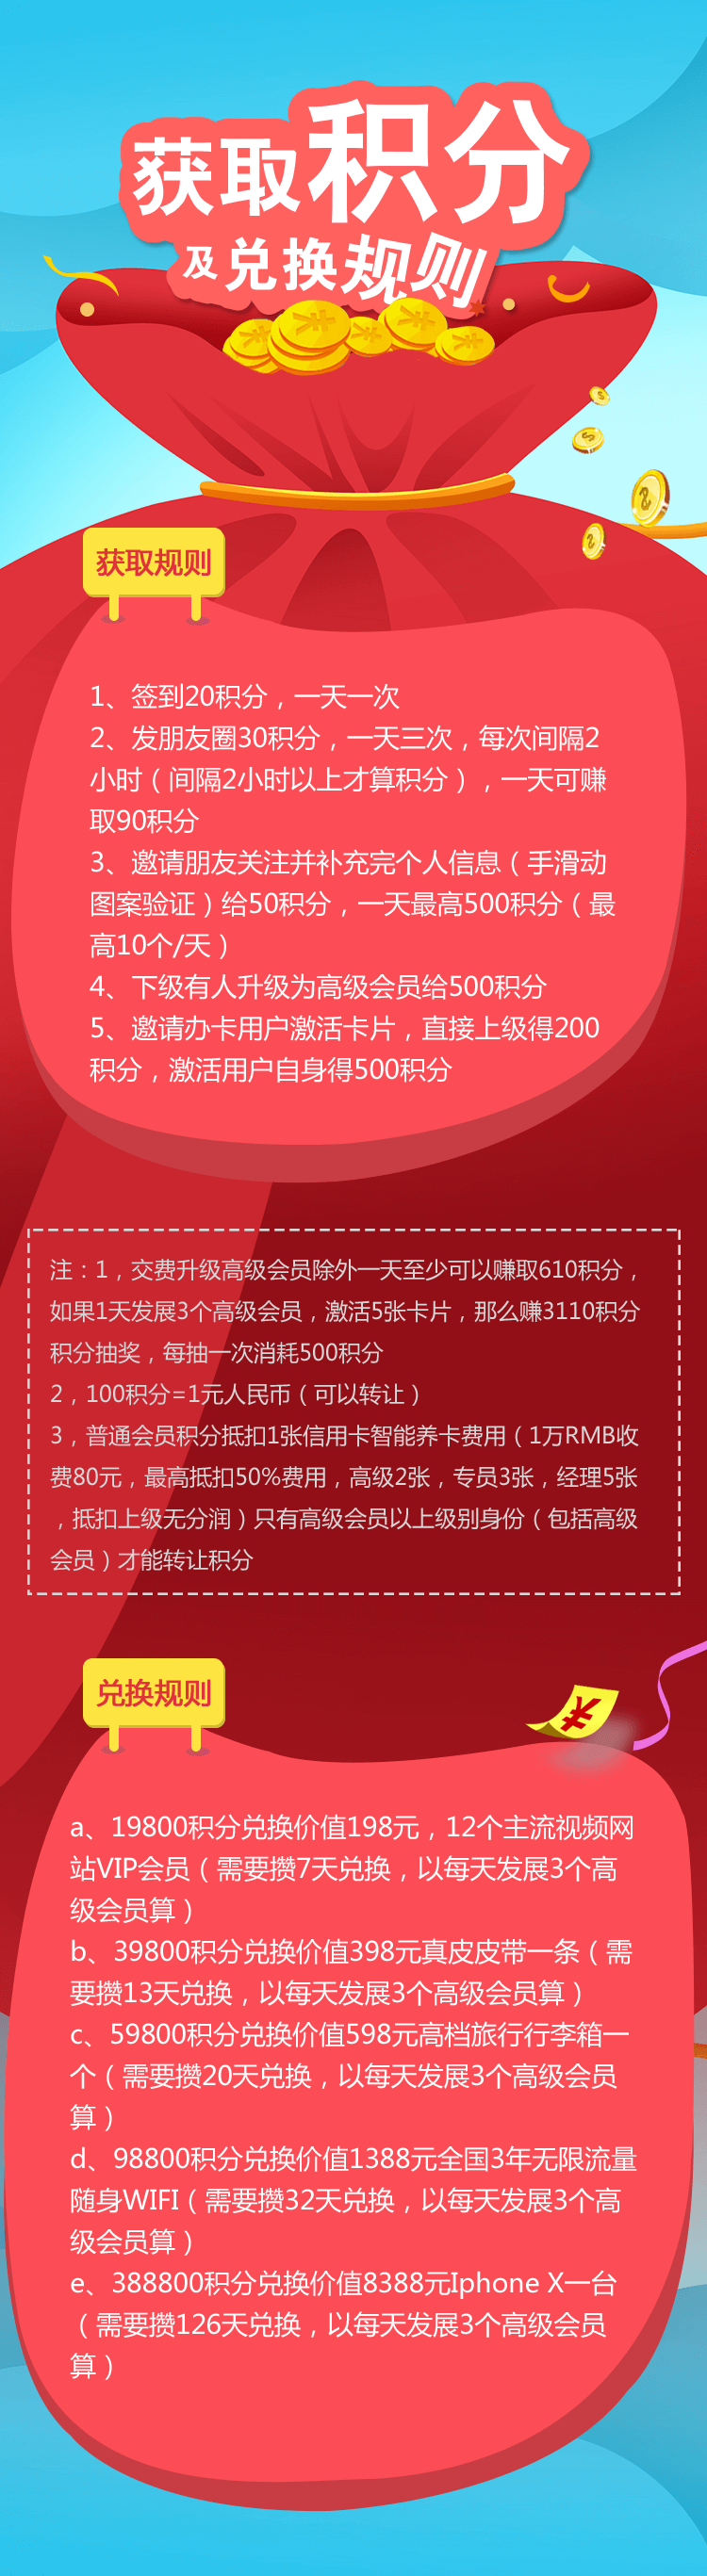 获取积分
及兑换规则
获取规则
1、签到20积分，一天一次
2、发朋友圈30积分，一天三次，每次间隔2
小时（间隔2小时以上才算积分），一天可赚
取90积分
3、邀请朋友关注并补充完个人信息（手滑动
图案验证）给50积分，一天最高500积分（最
高10个/天）
4、下级有人升级为高级会员给500积分
5、邀请办卡用户激活卡片，直接上级得200
积分，激活用户自身得500积分
注：1，交费升级高级会员除外一天至少可以赚取610积分，
如果1天发展3个高级会员，激活5张卡片，那么赚3110积分
积分抽奖，每抽一次消耗500积分
2，100积分=1元人民币（可以转让）
3，普通会员积分抵扣1张信用卡智能养卡费用（1万RMB收
费80元，最高抵扣50%费用，高级2张，专员3张，经理5张
，抵扣上级无分润）只有高级会员以上级别身份（包括高级
会员）才能转让积分
兑换规则
a、19800积分兑换价值198元，12个主流视频网
站VIP会员（需要攒7天兑换，以每天发展3个高
级会员算）
b、39800积分兑换价值398元真皮皮带一条（需
要攒13天兑换，以每天发展3个高级会员算）
c、59800积分兑换价值598元高档旅行行李箱一
个（需要攒20天兑换，以每天发展3个高级会员
算）
d、98800积分兑换价值1388元全国3年无限流量
随身WIFI（需要攒32天兑换，以每天发展3个高
级会员算）
e、388800积分兑换价值8388元Iphone X一台
（需要攒126天兑换，以每天发展3个高级会员
算）